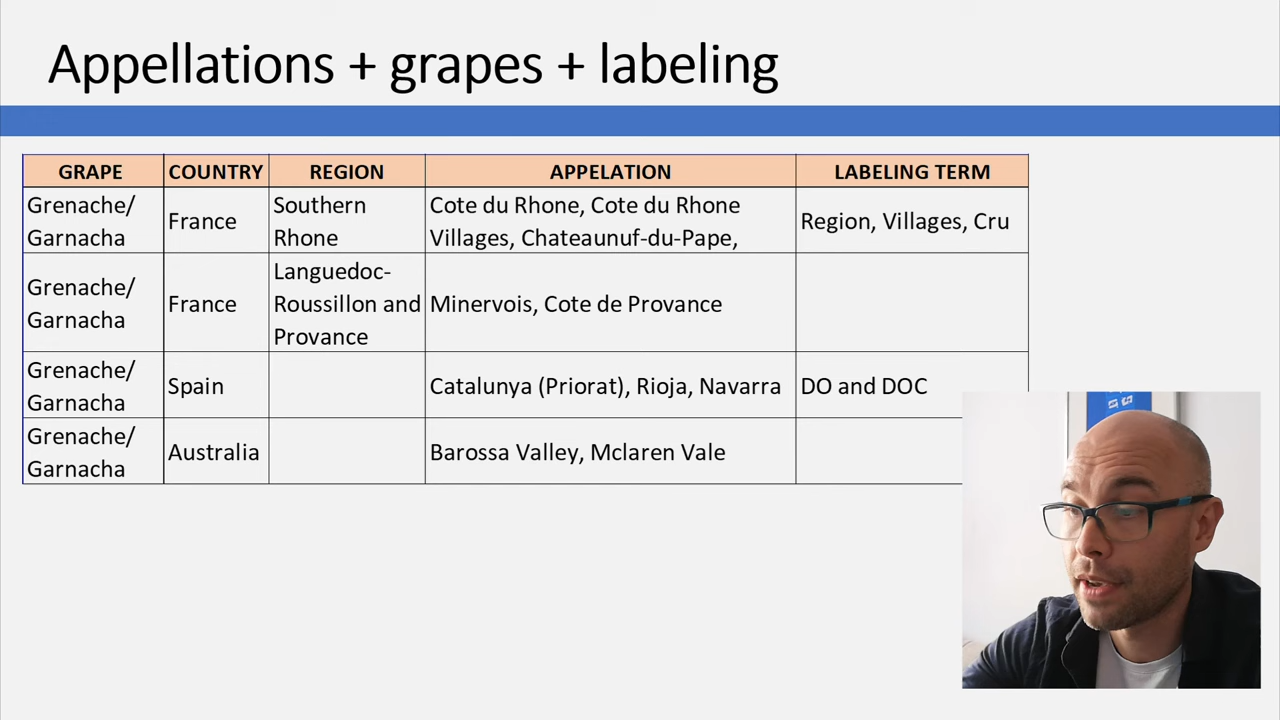 Appellations + grapes + labeling
GRAPE COUNTRY REGION APPELATION LABELING TERM
Grenache/
Garnacha
France
Southern
Rhone
Cote du Rhone, Cote du Rhone
Villages, Chateaunuf-du-Pape,
Region, Villages, Cru
Grenache/
Garnacha
France
Languedoc-
Roussillon and
Provance
Minervois, Cote de Provance
Grenache/
Garnacha
Spain
Catalunya (Priorat), Rioja, Navarra
DO and DOC
Grenache/
Garnacha
Australia
Barossa Valley, Mclaren Vale